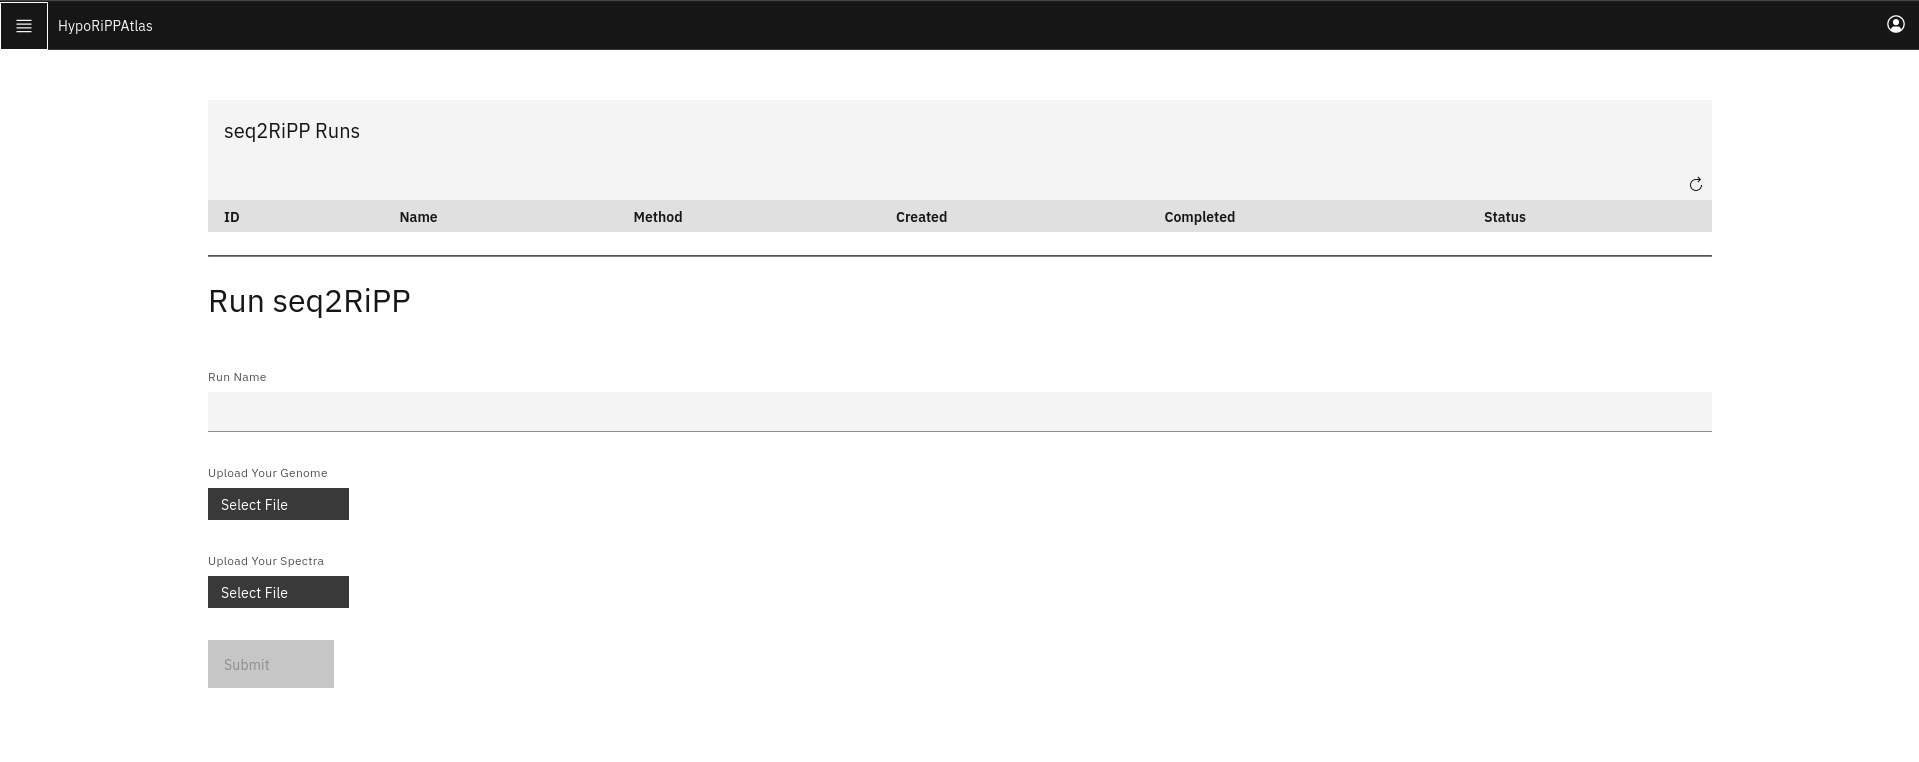 HypoRiPPAtlas
seq2RiPP Runs
ID Name Method Created Completed Status
Run seq2RiPP
Run Name
Upload Your Genome
Select File
Upload Your Spectra
Select File
Submit